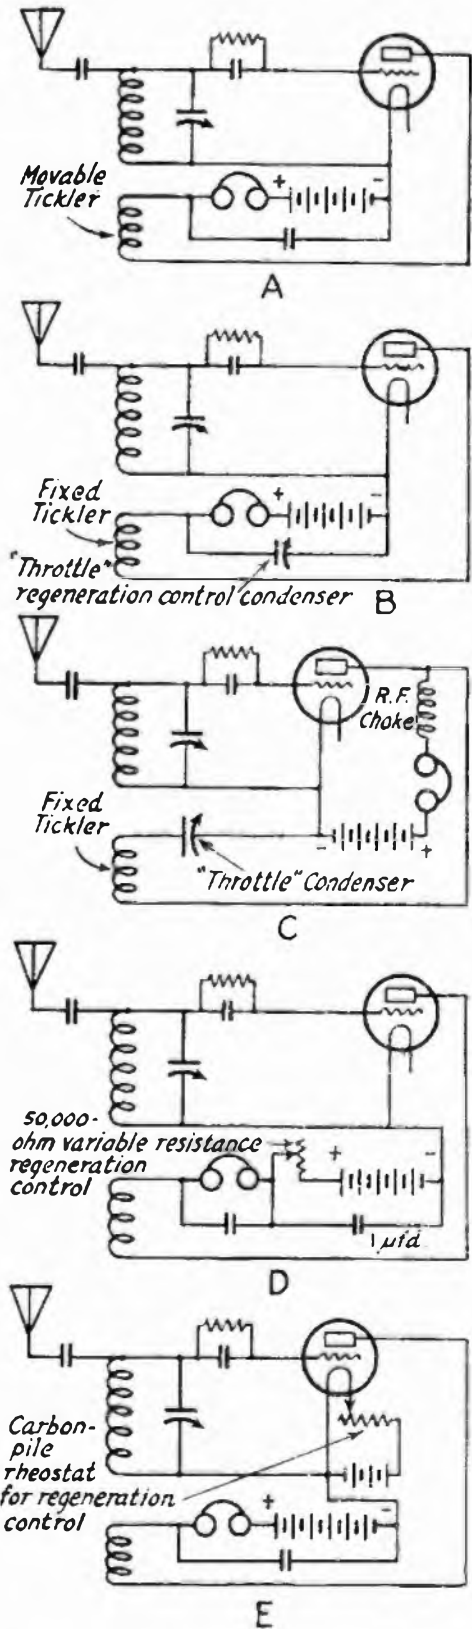 Movable
Tickler
+
-
A
Fixed
Tickler
+
-
"Throttle"
regeneration control condenser
B
R.F.
Choke
Fixed
Tickler
-
+
"Throttle" Condenser
C
50,000-
ohm variable resistance
regeneration
control
+
-
1 µfd
D
Carbon-
pile
rheostat
for regeneration
control
+
-
E